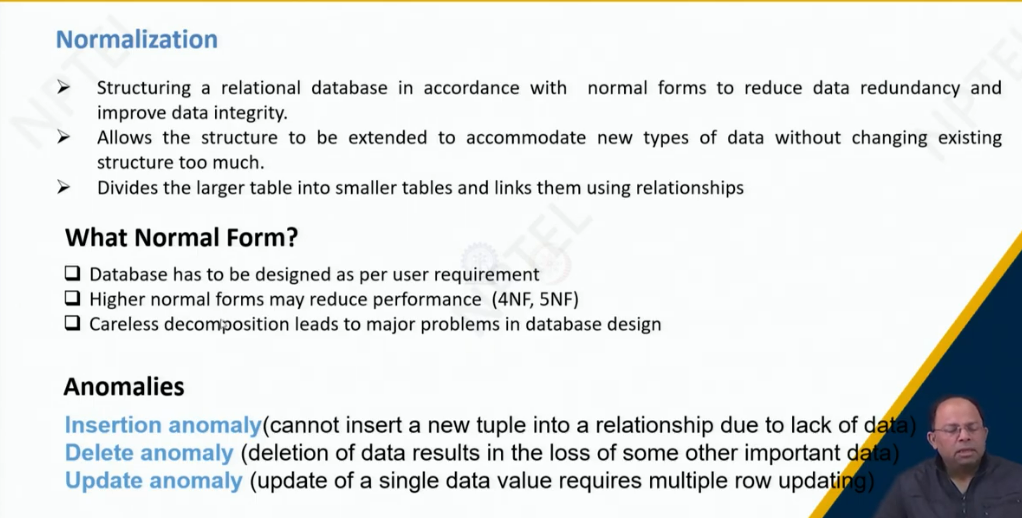 Normalization
➢ Structuring a relational database in accordance with normal forms to reduce data redundancy and
improve data integrity.
➢ Allows the structure to be extended to accommodate new types of data without changing existing
structure too much.
➢ Divides the larger table into smaller tables and links them using relationships
What Normal Form?
❑ Database has to be designed as per user requirement
❑ Higher normal forms may reduce performance (4NF, 5NF)
❑ Careless decomposition leads to major problems in database design
Anomalies
Insertion anomaly(cannot insert a new tuple into a relationship due to lack of data)
Delete anomaly (deletion of data results in the loss of some other important data)
Update anomaly (update of a single data value requires multiple row updating)
NPTEL
NPTEL
NPTEL